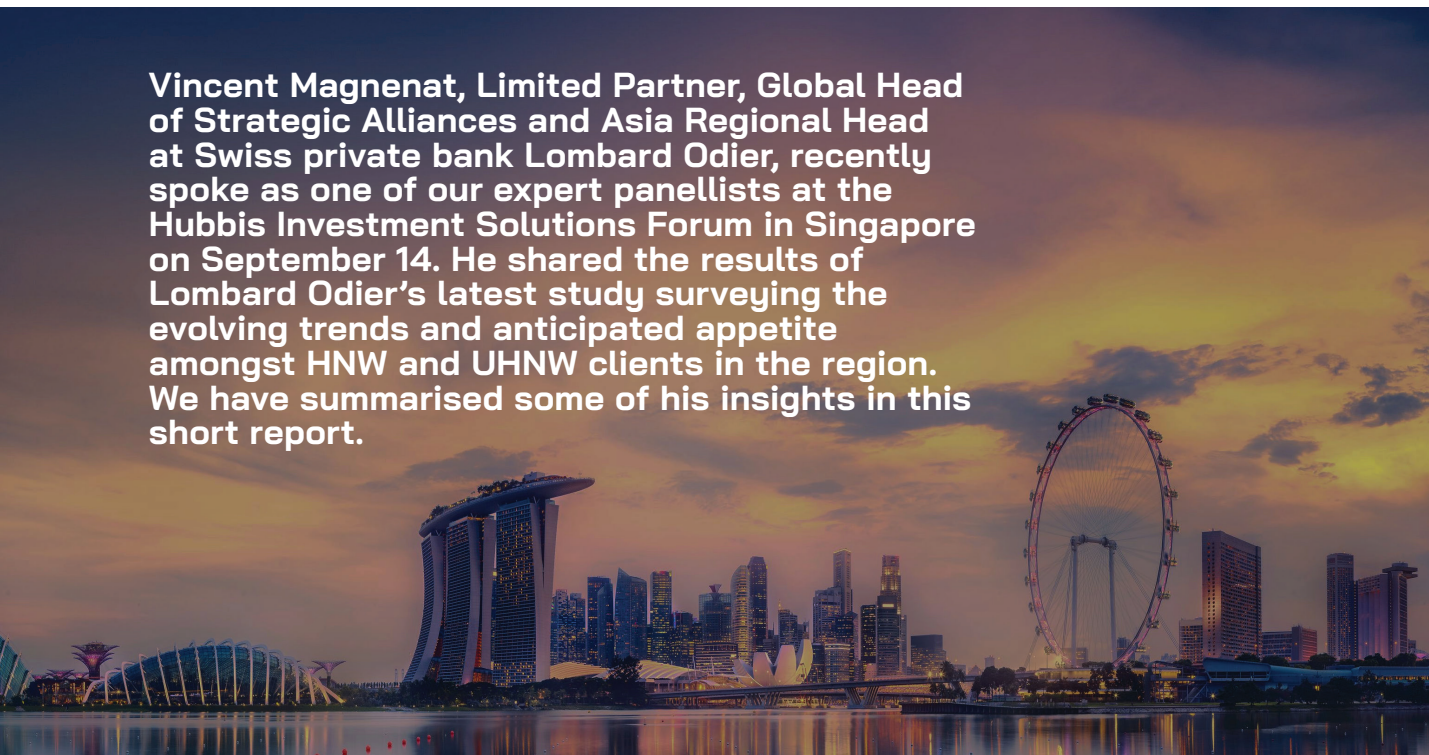 Vincent Magnenat, Limited Partner, Global Head
of Strategic Alliances and Asia Regional Head
at Swiss private bank Lombard Odier, recently
spoke as one of our expert panellists at the
Hubbis Investment Solutions Forum in Singapore
on September 14. He shared the results of
Lombard Odier’s latest study surveying the
evolving trends and anticipated appetite
amongst HNW and UHNW clients in the region.
We have summarised some of his insights in this
short report.